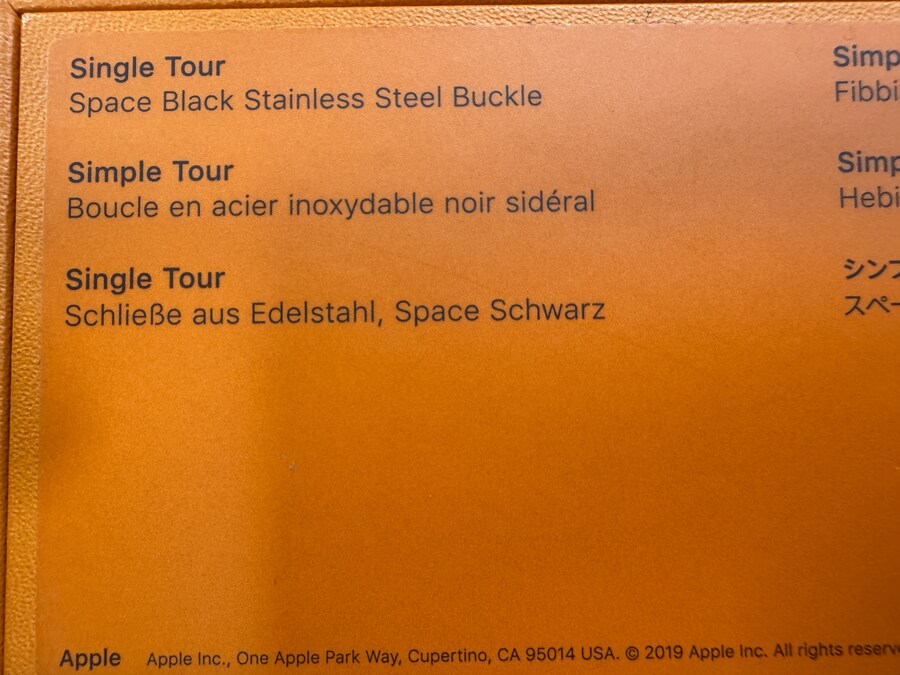 Single Tour
Space Black Stainless Steel Buckle
Simple Tour
Boucle en acier inoxydable noir sidéral
Single Tour
Schließe aus Edelstahl, Space Schwarz
Apple Apple Inc., One Apple Park Way, Cupertino, CA 95014 USA. © 2019 Apple Inc. All rights